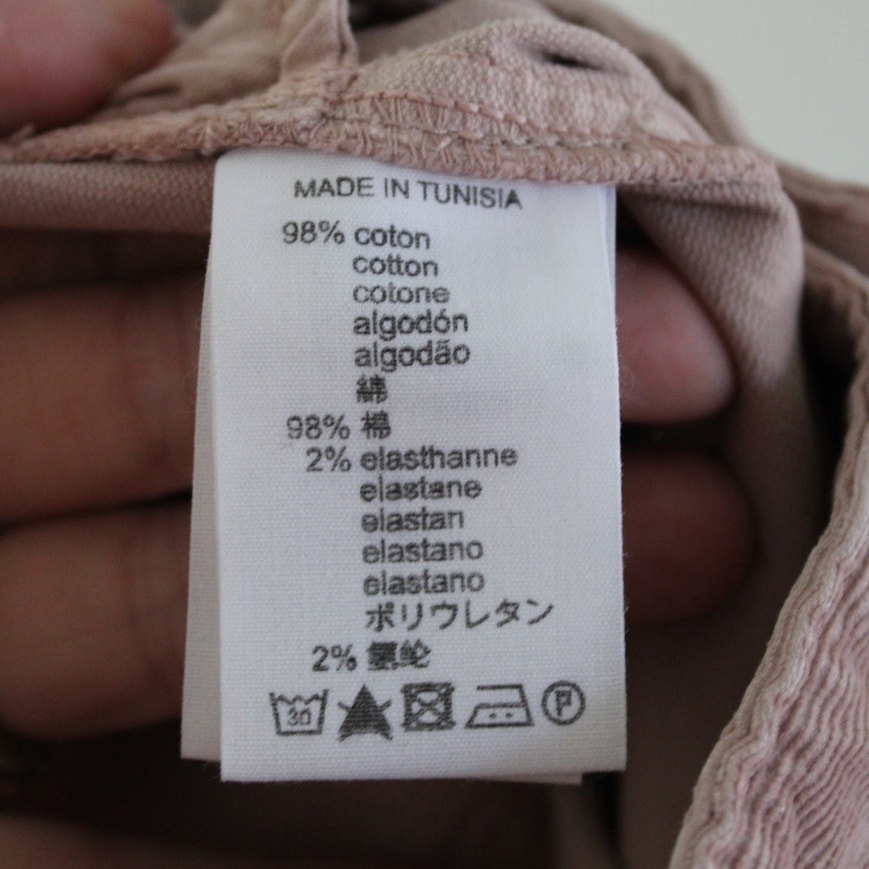 MADE IN TUNISIA
98% coton
cotton
cotone
algodón
algodão
綿
98% 棉
2% elasthanne
elastane
elastan
elastano
elastano
ポリウレタン
2% 氨纶
30
P